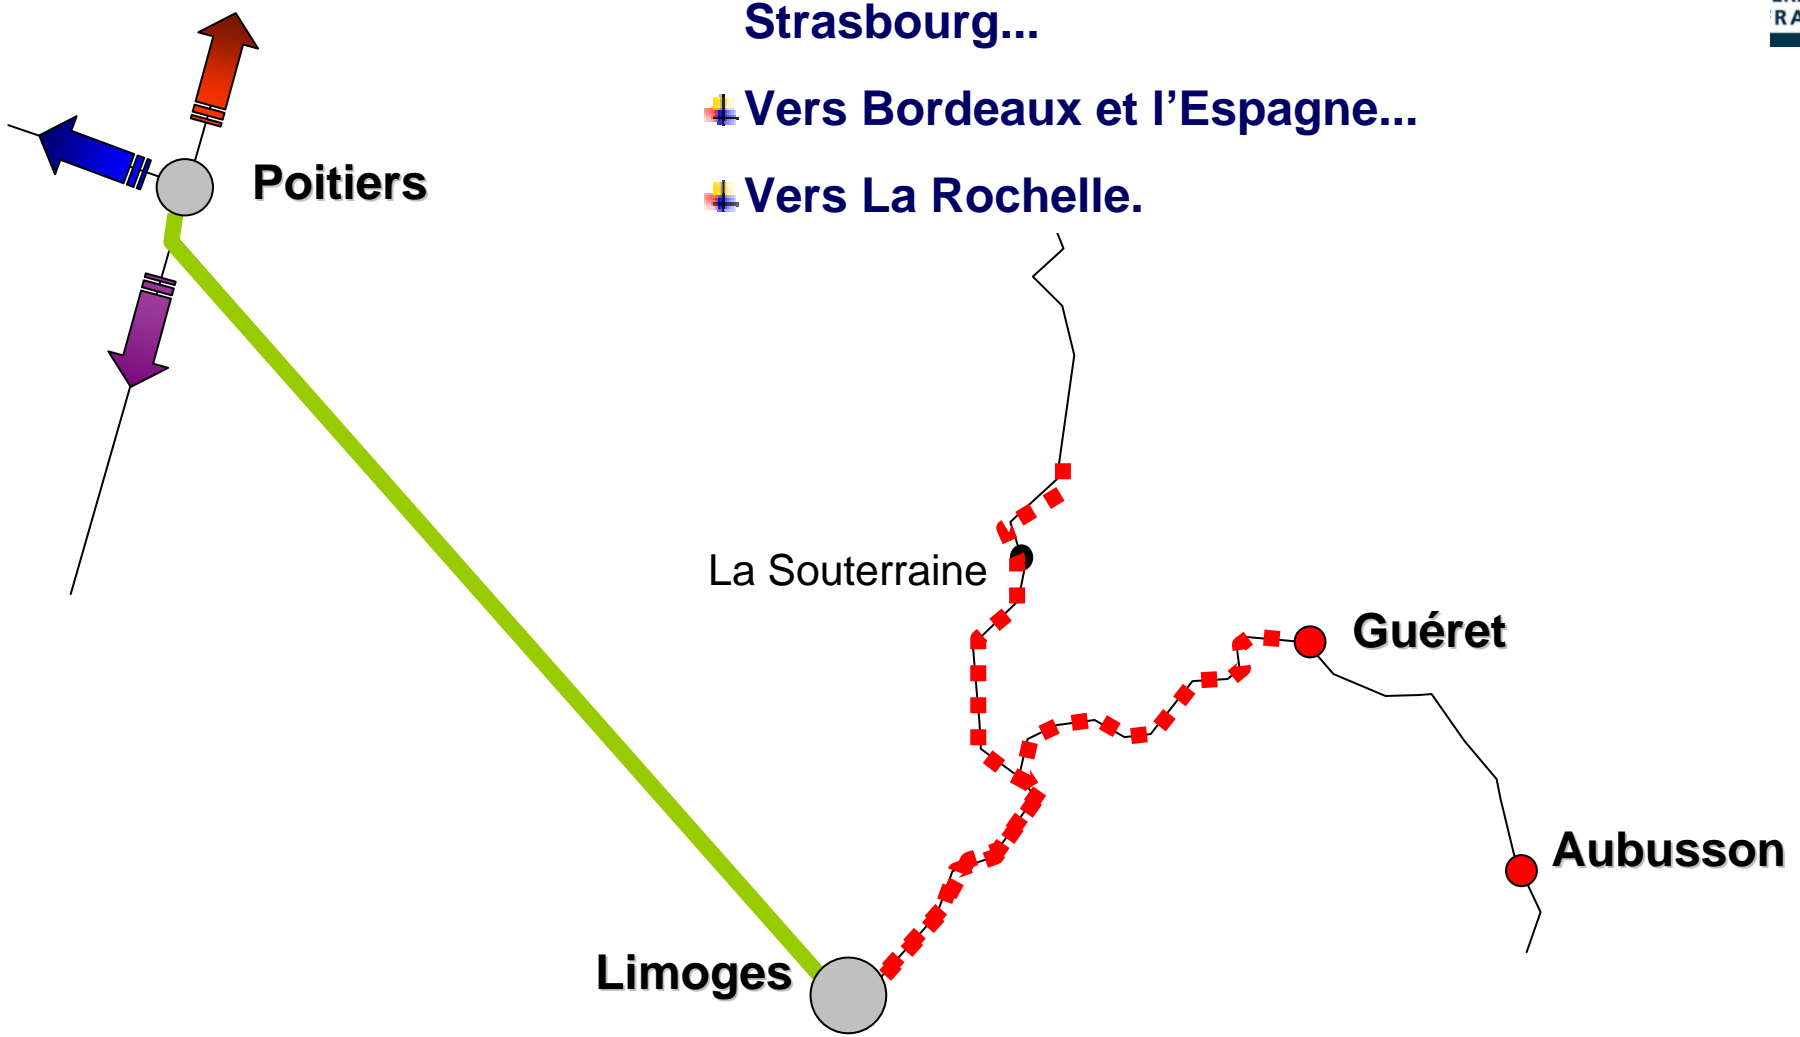 Strasbourg...
Vers Bordeaux et l’Espagne...
Vers La Rochelle.
Poitiers
La Souterraine
Guéret
Aubusson
Limoges